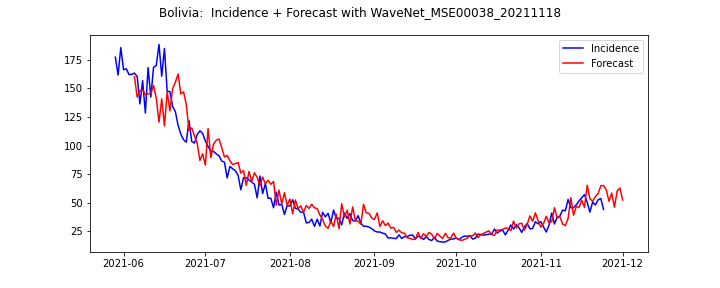 Bolivia:  Incidence + Forecast with WaveNet_MSE00038_20211118
Incidence
Forecast
175
150
125
100
75
50
25
2021-06 2021-07 2021-08 2021-09 2021-10 2021-11 2021-12